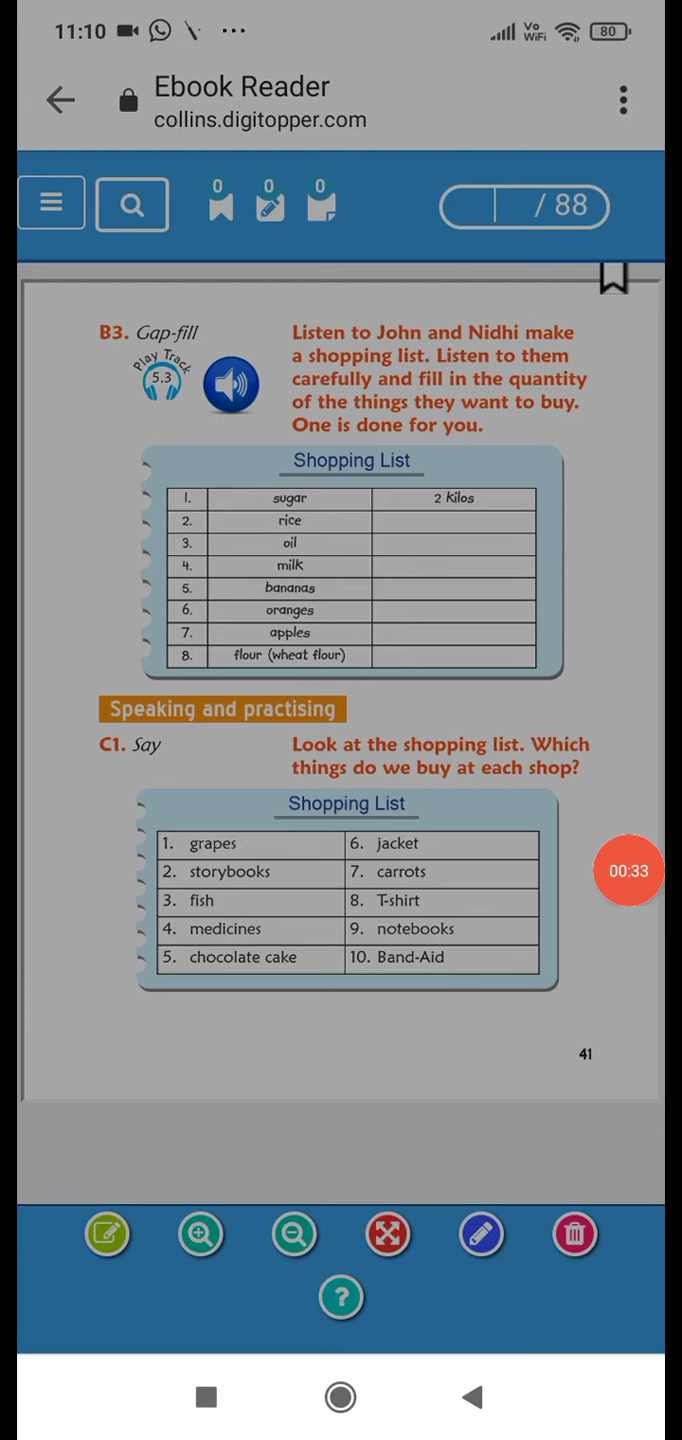 11:10
Vo
WiFi
80
Ebook Reader
collins.digitopper.com
0 0 0
/ 88
B3. Gap-fill
Listen to John and Nidhi make
a shopping list. Listen to them
carefully and fill in the quantity
of the things they want to buy.
One is done for you.
Play Track
5.3
Shopping List
1. sugar 2 kilos
2. rice
3. oil
4. milk
5. bananas
6. oranges
7. apples
8. flour (wheat flour)
Speaking and practising
C1. Say
Look at the shopping list. Which
things do we buy at each shop?
Shopping List
1. grapes 6. jacket
2. storybooks 7. carrots
3. fish 8. T-shirt
4. medicines 9. notebooks
5. chocolate cake 10. Band-Aid
00:33
41
?